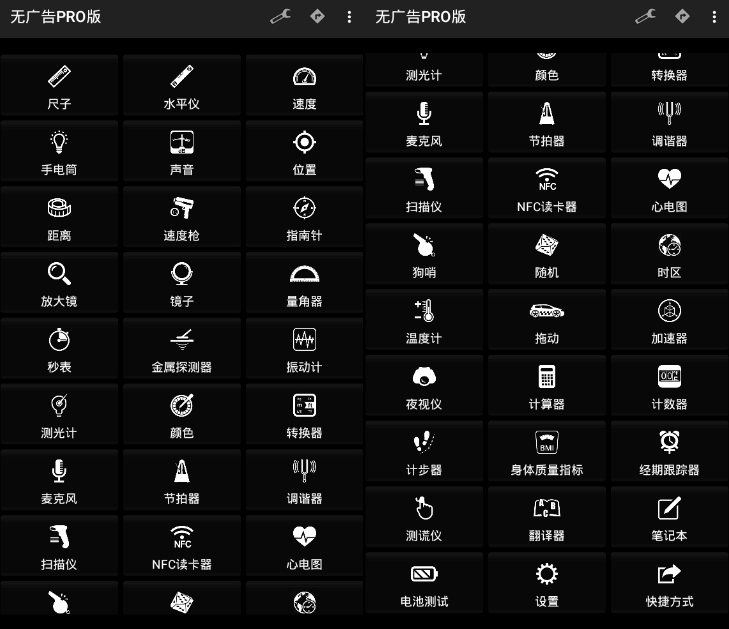 无广告PRO版
尺子 水平仪 速度
手电筒 声音 位置
距离 速度枪 指南针
放大镜 镜子 量角器
秒表 金属探测器 振动计
测光计 颜色 转换器
麦克风 节拍器 调谐器
NFC
扫描仪 NFC读卡器 心电图
无广告PRO版
测光计 颜色 转换器
麦克风 节拍器 调谐器
NFC
扫描仪 NFC读卡器 心电图
狗哨 随机 时区
温度计 拖动 加速器
夜视仪 计算器 计数器
BMI
计步器 身体质量指标 经期跟踪器
A B C
测谎仪 翻译器 笔记本
电池测试 设置 快捷方式